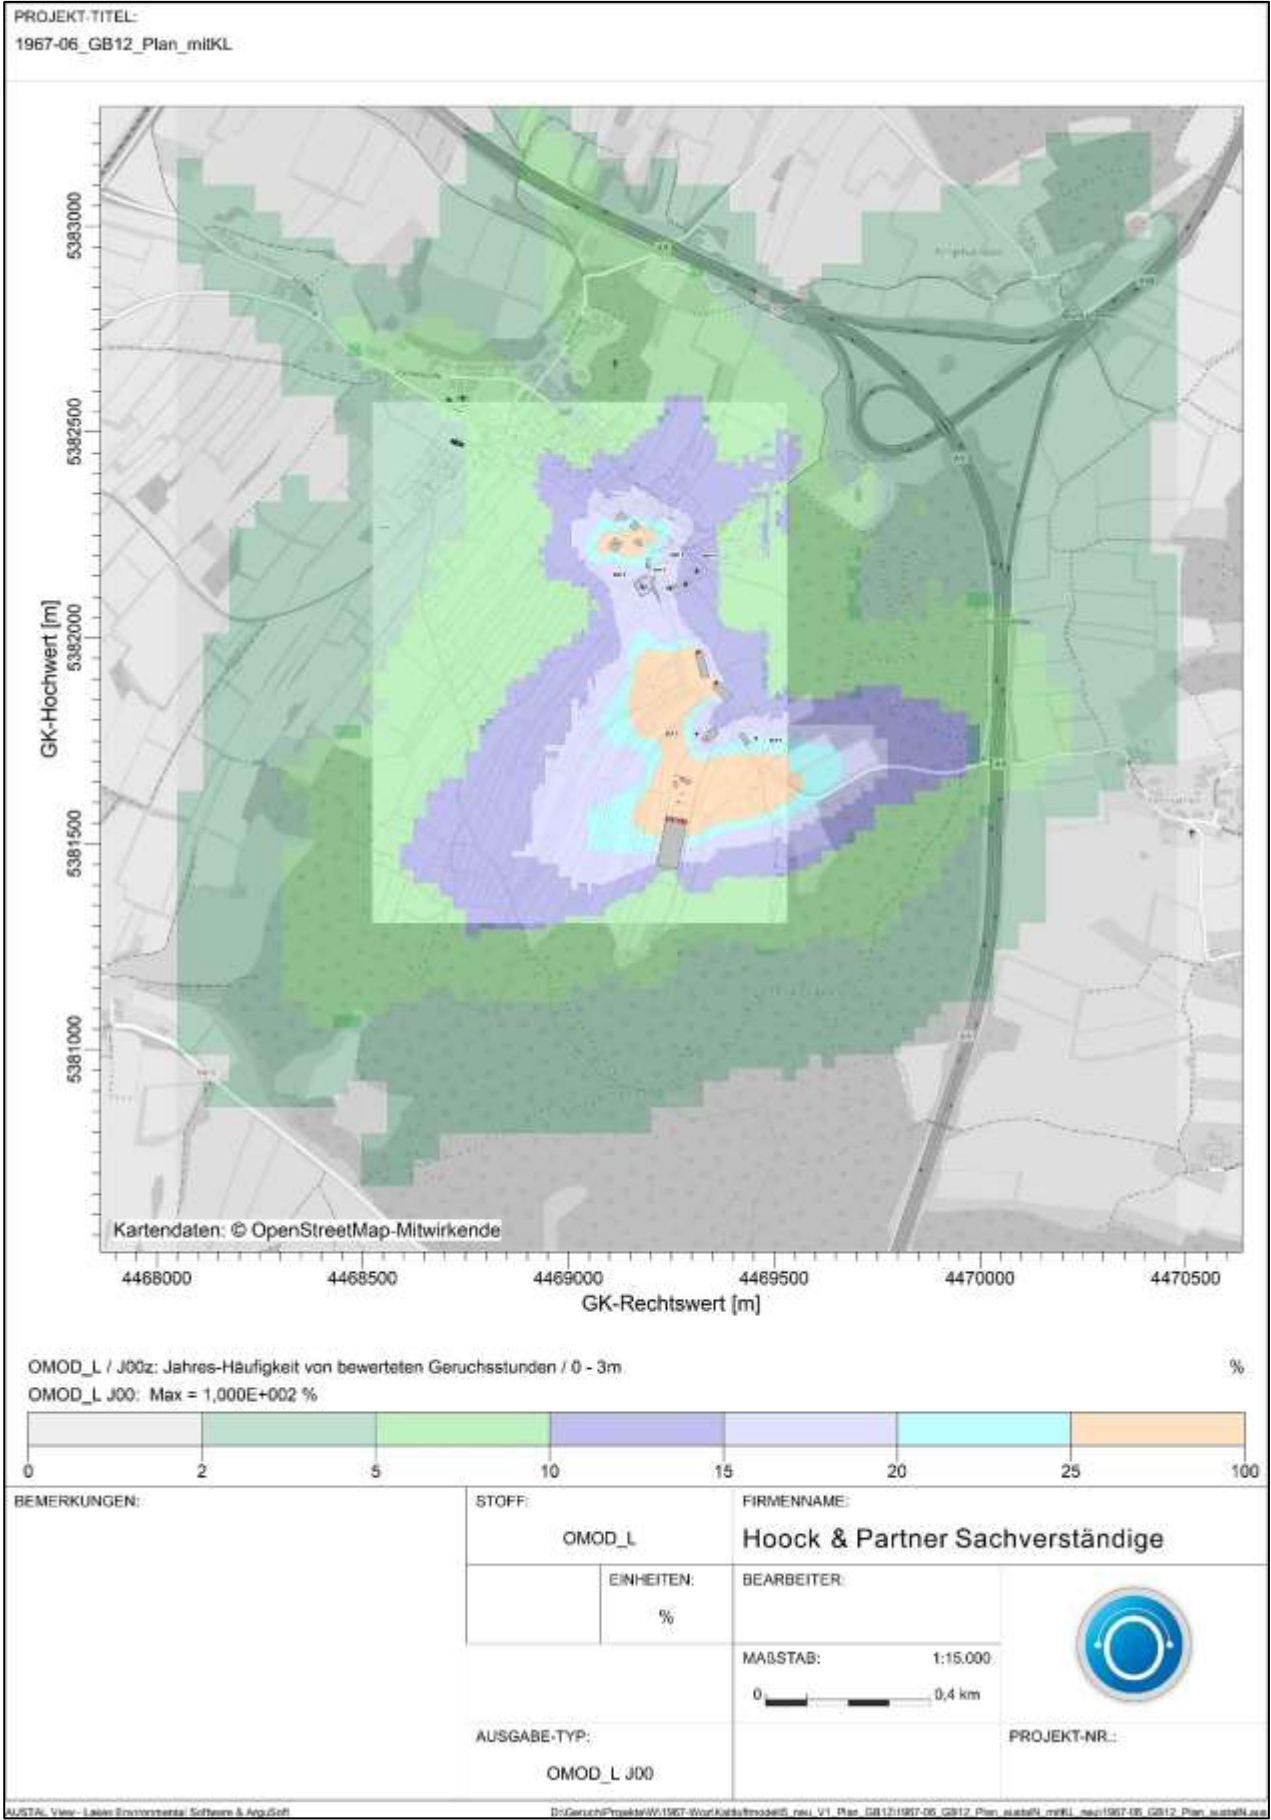 PROJEKT-TITEL:
1967-06_GB12_Plan_mitKL
GK-Hochwert [m]
5383000
5382500
5382000
5381500
5381000
Kartendaten: © OpenStreetMap-Mitwirkende
4468000 4468500 4469000 4469500 4470000 4470500
GK-Rechtswert [m]
OMOD_L / J00z: Jahres-Häufigkeit von bewerteten Geruchsstunden / 0 - 3m %
OMOD_L J00: Max = 1,000E+002 %
0 2 5 10 15 20 25 100
BEMERKUNGEN:
STOFF:
OMOD_L
FIRMENNAME:
Hoock & Partner Sachverständige
EINHEITEN:
%
BEARBEITER:
MAßSTAB: 1:15.000
0 0,4 km
AUSGABE-TYP:
OMOD_L J00
PROJEKT-NR.:
AUSTAL View - Lakes Environmental Software & ArguSoft